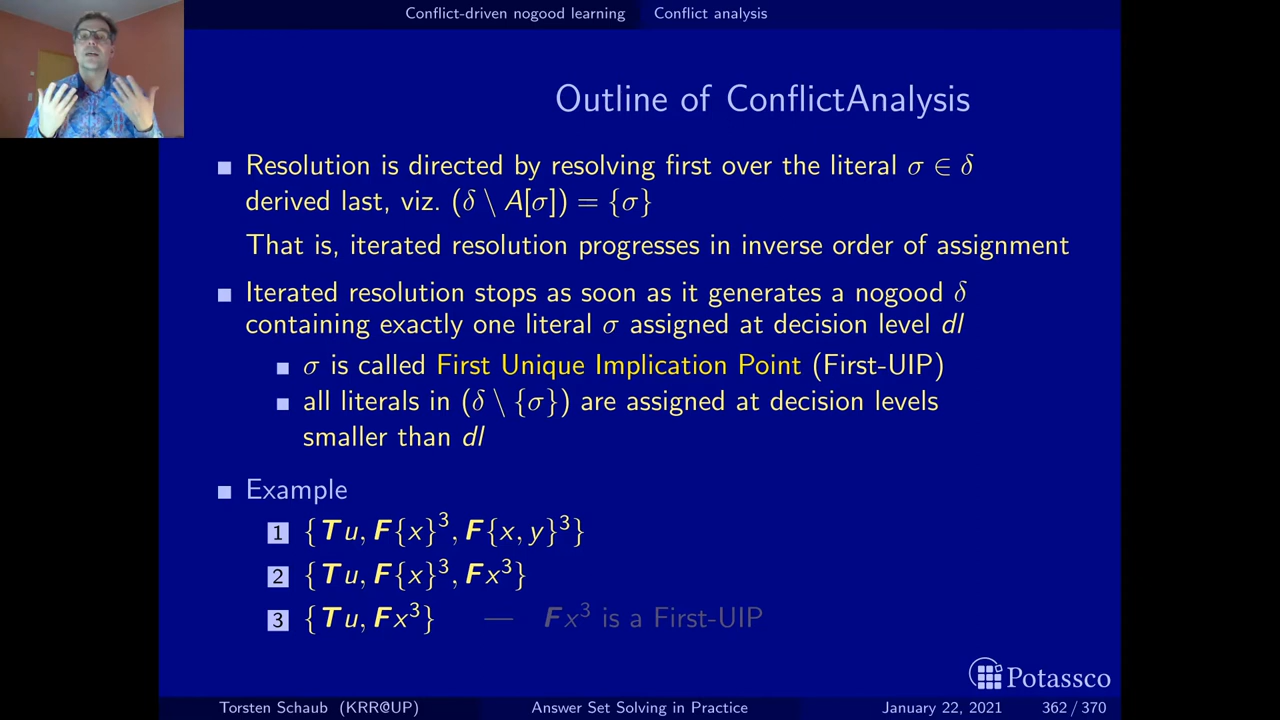 Conflict-driven nogood learning Conflict analysis
Outline of ConflictAnalysis
Resolution is directed by resolving first over the literal σ ∈ δ
derived last, viz. (δ \ A[σ]) = {σ}
That is, iterated resolution progresses in inverse order of assignment
Iterated resolution stops as soon as it generates a nogood δ
containing exactly one literal σ assigned at decision level dl
σ is called First Unique Implication Point (First-UIP)
all literals in (δ \ {σ}) are assigned at decision levels
smaller than dl
Example
1 {Tu, F{x}³, F{x, y}³}
2 {Tu, F{x}³, Fx³}
3 {Tu, Fx³} — Fx³ is a First-UIP
Potassco
Torsten Schaub (KRR@UP) Answer Set Solving in Practice January 22, 2021 362 / 370